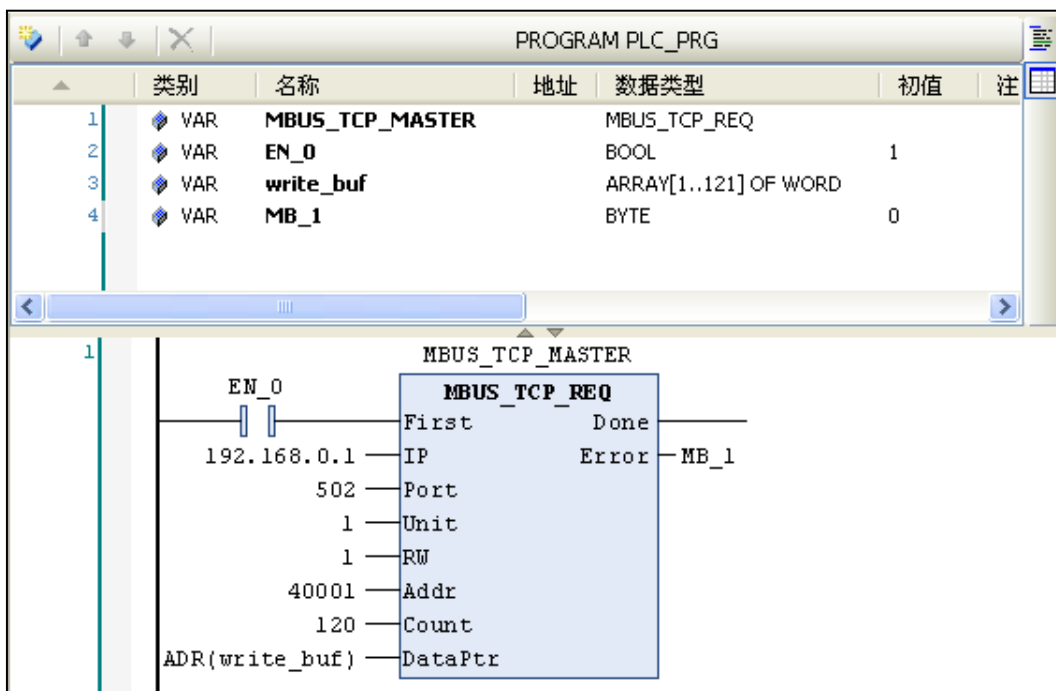 PROGRAM PLC_PRG
类别 名称 地址 数据类型 初值 注
1 VAR MBUS_TCP_MASTER MBUS_TCP_REQ
2 VAR EN_0 BOOL 1
3 VAR write_buf ARRAY[1..121] OF WORD
4 VAR MB_1 BYTE 0
1 MBUS_TCP_MASTER
EN_0 MBUS_TCP_REQ
First Done
192.168.0.1 IP Error MB_1
502 Port
1 Unit
1 RW
40001 Addr
120 Count
ADR(write_buf) DataPtr